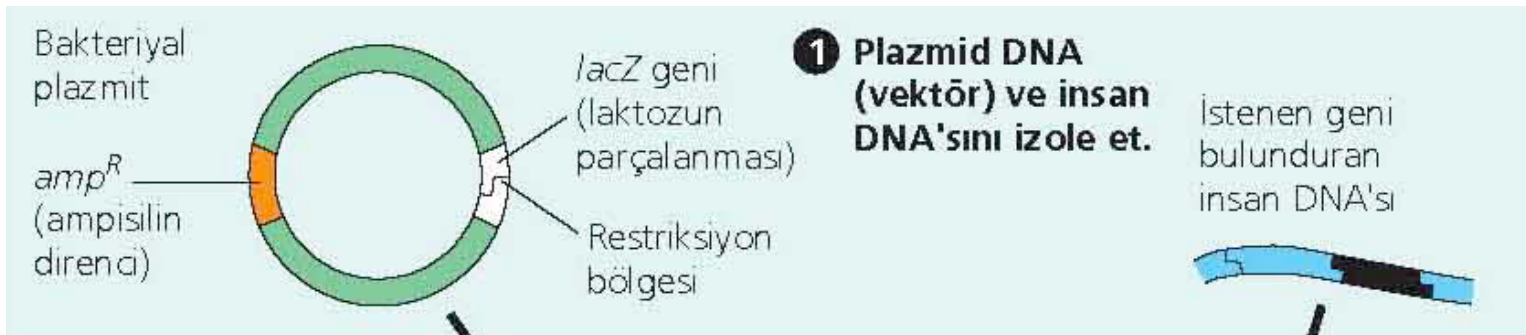 Bakteriyal
plazmit
amp^R
(ampisilin
direnci)
lacZ geni
(laktozun
parçalanması)
Restriksiyon
bölgesi
1 Plazmid DNA
(vektör) ve insan
DNA'sını izole et.
İstenen geni
bulunduran
insan DNA'sı